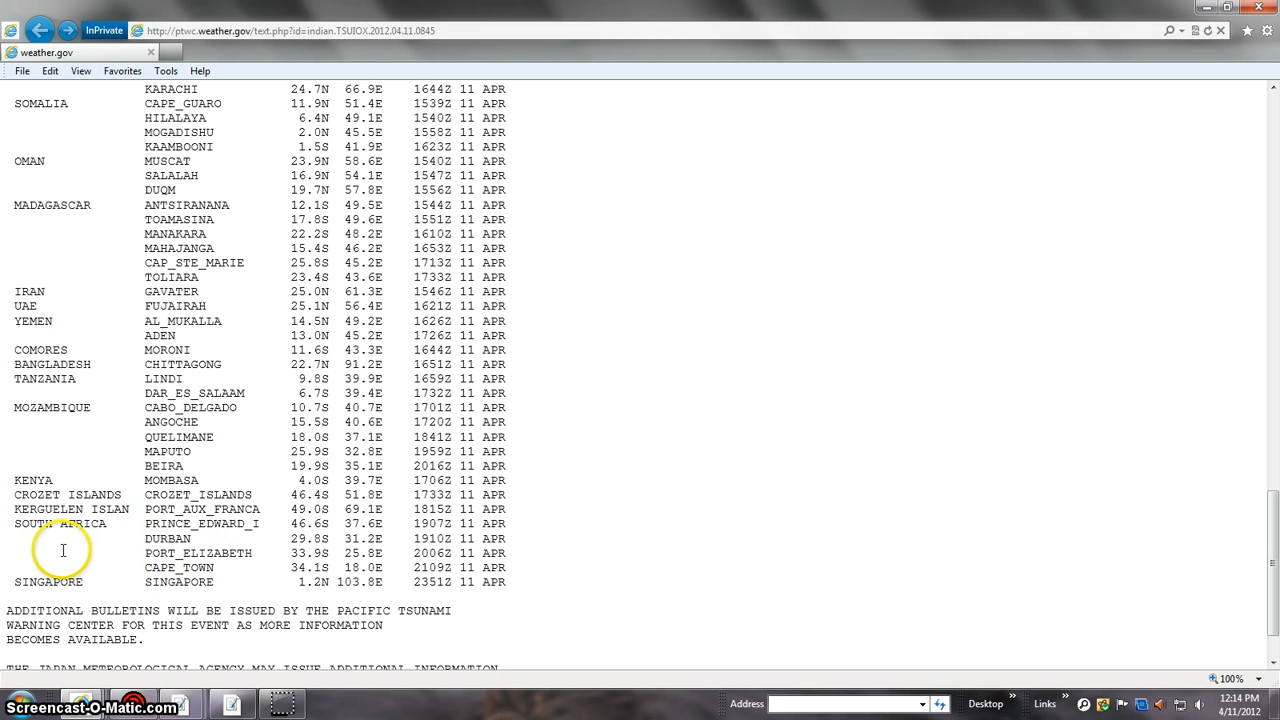 InPrivate
http://ptwc.weather.gov/text.php?id=indian.TSUIOX.2012.04.11.0845
weather.gov
File Edit View Favorites Tools Help
KARACHI 24.7N 66.9E 1644Z 11 APR
SOMALIA CAPE_GUARO 11.9N 51.4E 1539Z 11 APR
HILALAYA 6.4N 49.1E 1540Z 11 APR
MOGADISHU 2.0N 45.5E 1558Z 11 APR
KAAMBOONI 1.5S 41.9E 1623Z 11 APR
OMAN MUSCAT 23.9N 58.6E 1540Z 11 APR
SALALAH 16.9N 54.1E 1547Z 11 APR
DUQM 19.7N 57.8E 1556Z 11 APR
MADAGASCAR ANTSIRANANA 12.1S 49.5E 1544Z 11 APR
TOAMASINA 17.8S 49.6E 1551Z 11 APR
MANAKARA 22.2S 48.2E 1610Z 11 APR
MAHAJANGA 15.4S 46.2E 1653Z 11 APR
CAP_STE_MARIE 25.8S 45.2E 1713Z 11 APR
TOLIARA 23.4S 43.6E 1733Z 11 APR
IRAN GAVATER 25.0N 61.3E 1546Z 11 APR
UAE FUJAIRAH 25.1N 56.4E 1621Z 11 APR
YEMEN AL_MUKALLA 14.5N 49.2E 1626Z 11 APR
ADEN 13.0N 45.2E 1726Z 11 APR
COMORES MORONI 11.6S 43.3E 1644Z 11 APR
BANGLADESH CHITTAGONG 22.7N 91.2E 1651Z 11 APR
TANZANIA LINDI 9.8S 39.9E 1659Z 11 APR
DAR_ES_SALAAM 6.7S 39.4E 1732Z 11 APR
MOZAMBIQUE CABO_DELGADO 10.7S 40.7E 1701Z 11 APR
ANGOCHE 15.5S 40.6E 1720Z 11 APR
QUELIMANE 18.0S 37.1E 1841Z 11 APR
MAPUTO 25.9S 32.8E 1959Z 11 APR
BEIRA 19.9S 35.1E 2016Z 11 APR
KENYA MOMBASA 4.0S 39.7E 1706Z 11 APR
CROZET ISLANDS CROZET_ISLANDS 46.4S 51.8E 1733Z 11 APR
KERGUELEN ISLAN PORT_AUX_FRANCA 49.0S 69.1E 1815Z 11 APR
SOUTH AFRICA PRINCE_EDWARD_I 46.6S 37.6E 1907Z 11 APR
DURBAN 29.8S 31.2E 1910Z 11 APR
PORT_ELIZABETH 33.9S 25.8E 2006Z 11 APR
CAPE_TOWN 34.1S 18.0E 2109Z 11 APR
SINGAPORE SINGAPORE 1.2N 103.8E 2351Z 11 APR
ADDITIONAL BULLETINS WILL BE ISSUED BY THE PACIFIC TSUNAMI
WARNING CENTER FOR THIS EVENT AS MORE INFORMATION
BECOMES AVAILABLE.
THE JAPAN METEOROLOGICAL AGENCY MAY ISSUE ADDITIONAL INFORMATION
100%
Screencast-O-Matic.com
Address
Desktop
Links
12:14 PM
4/11/2012